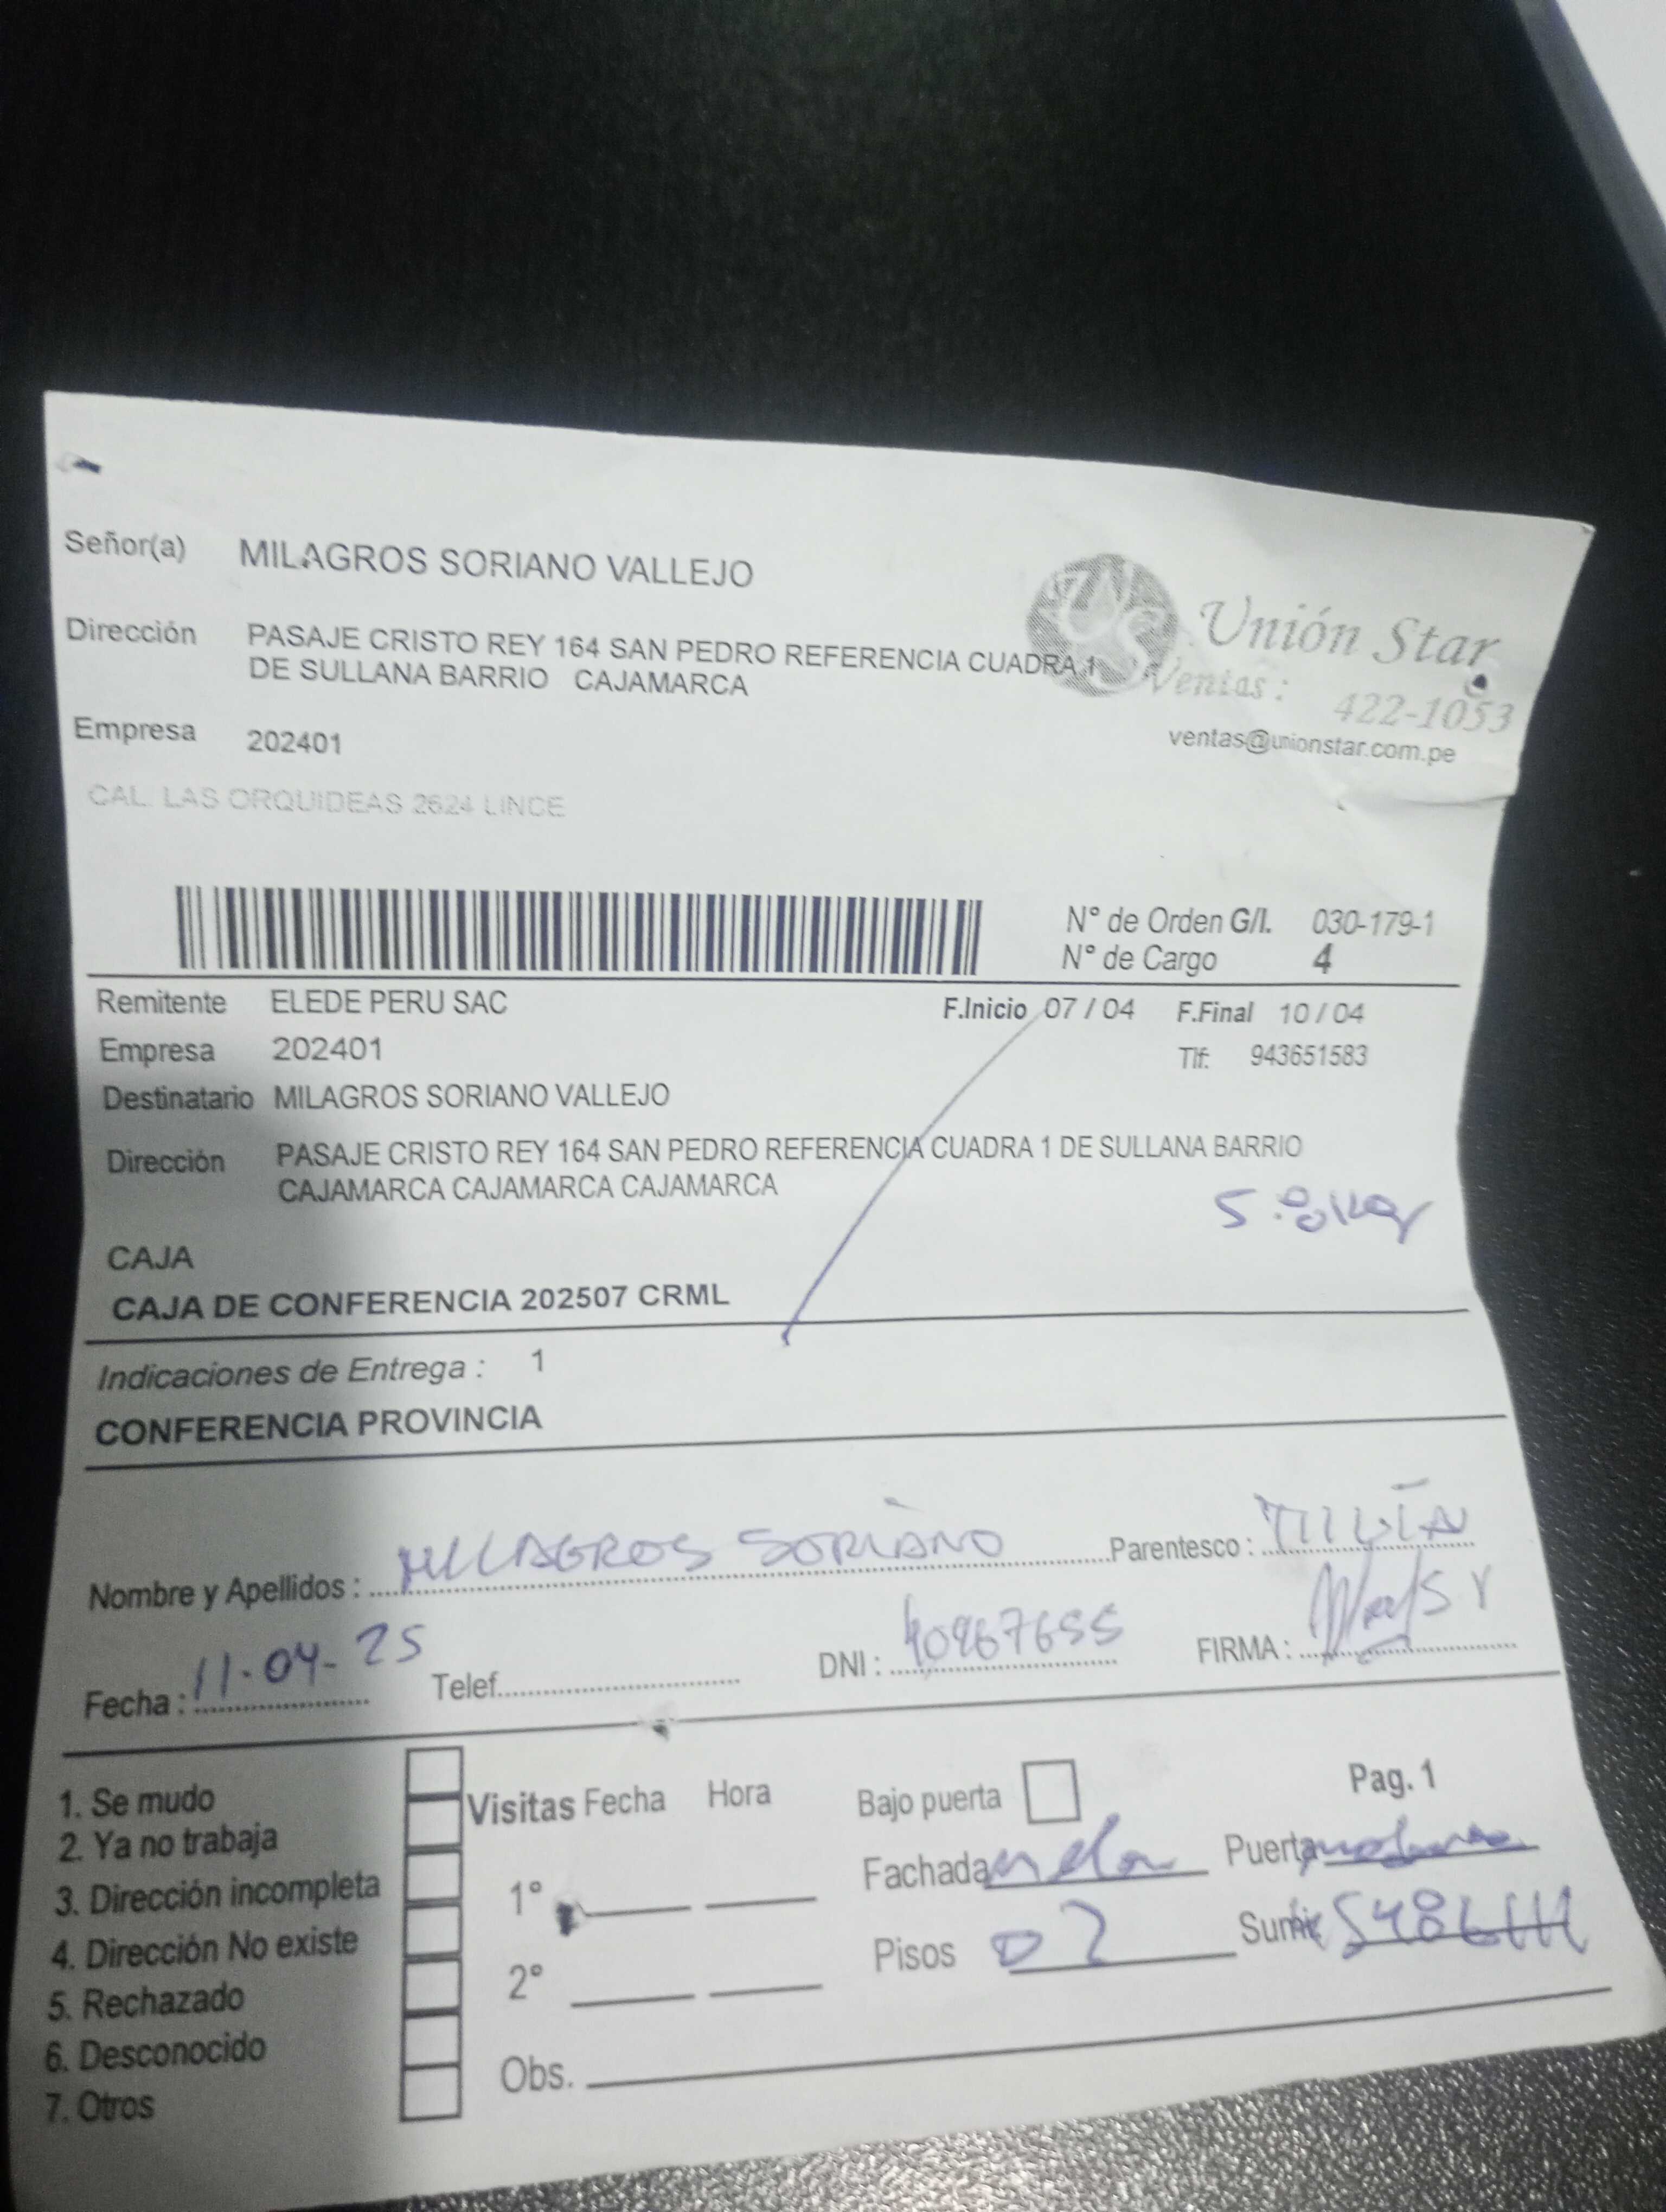 Señor(a) MILAGROS SORIANO VALLEJO
Dirección PASAJE CRISTO REY 164 SAN PEDRO REFERENCIA CUADRA 1
DE SULLANA BARRIO CAJAMARCA
Unión Star
Ventas : 422-1053
ventas@unionstar.com.pe
Empresa 202401
CAL. LAS ORQUIDEAS 2624 LINCE
N° de Orden G/I. 030-179-1
N° de Cargo 4
Remitente ELEDE PERU SAC F.Inicio 07 / 04 F.Final 10 / 04
Empresa 202401 Tlf: 943651583
Destinatario MILAGROS SORIANO VALLEJO
Dirección PASAJE CRISTO REY 164 SAN PEDRO REFERENCIA CUADRA 1 DE SULLANA BARRIO
CAJAMARCA CAJAMARCA CAJAMARCA
CAJA
CAJA DE CONFERENCIA 202507 CRML
Indicaciones de Entrega : 1
CONFERENCIA PROVINCIA
Nombre y Apellidos : MILAGROS SORIANO Parentesco :
Fecha : 11-04-25 Telef. DNI : 40967655 FIRMA :
1. Se mudo
2. Ya no trabaja
3. Dirección incompleta
4. Dirección No existe
5. Rechazado
6. Desconocido
7. Otros
Visitas Fecha Hora
1°
2°
Obs.
Bajo puerta Pag. 1
Fachada Puerta
Pisos 02